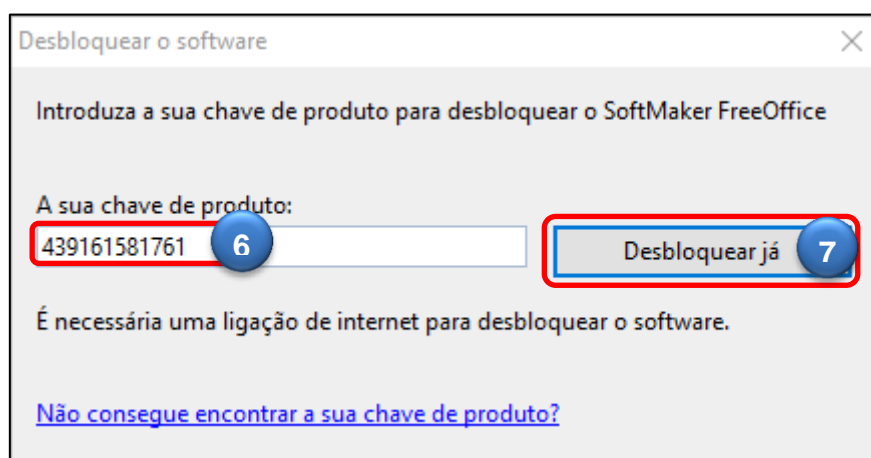 Desbloquear o software
Introduza a sua chave de produto para desbloquear o SoftMaker FreeOffice
A sua chave de produto:
439161581761
6
Desbloquear já
7
É necessária uma ligação de internet para desbloquear o software.
Não consegue encontrar a sua chave de produto?